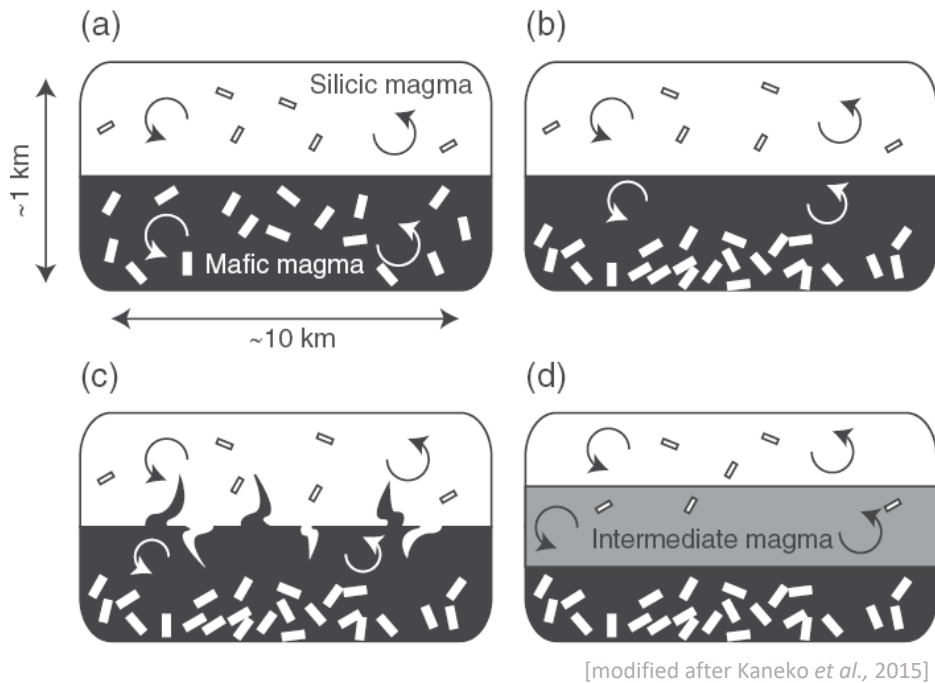 (a)
Silicic magma
Mafic magma
~1 km
~10 km
(b)
(c)
(d)
Intermediate magma
[modified after Kaneko et al., 2015]